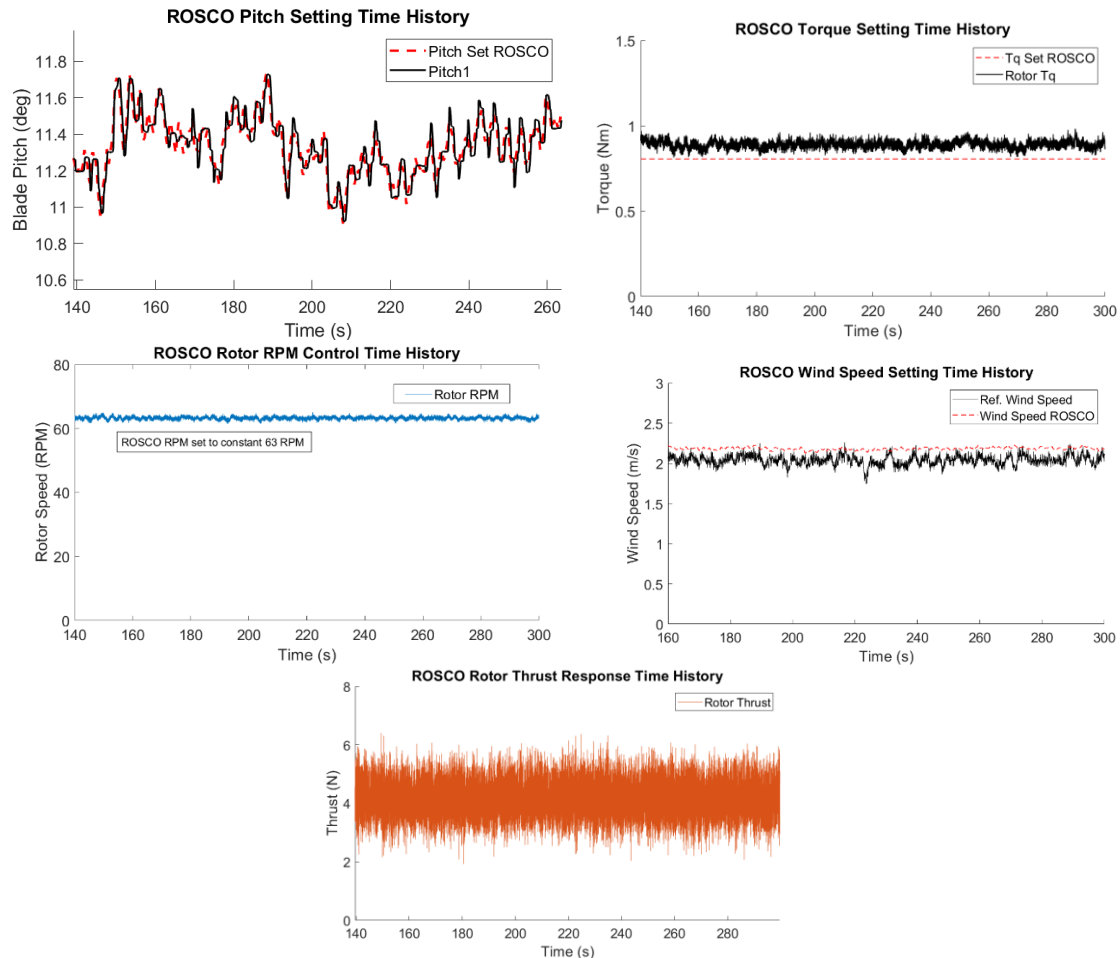 ROSCO Pitch Setting Time History
Pitch Set ROSCO
Pitch1
Blade Pitch (deg)
11.8
11.6
11.4
11.2
11
10.8
10.6
140 160 180 200 220 240 260
Time (s)
ROSCO Torque Setting Time History
Tq Set ROSCO
Rotor Tq
Torque (Nm)
1.5
1
0.5
0
140 160 180 200 220 240 260 280 300
Time (s)
ROSCO Rotor RPM Control Time History
Rotor RPM
ROSCO RPM set to constant 63 RPM
Rotor Speed (RPM)
80
60
40
20
0
140 160 180 200 220 240 260 280 300
Time (s)
ROSCO Wind Speed Setting Time History
Ref. Wind Speed
Wind Speed ROSCO
Wind Speed (m/s)
3
2.5
2
1.5
1
0.5
0
160 180 200 220 240 260 280 300
Time (s)
ROSCO Rotor Thrust Response Time History
Rotor Thrust
Thrust (N)
8
6
4
2
0
140 160 180 200 220 240 260 280
Time (s)